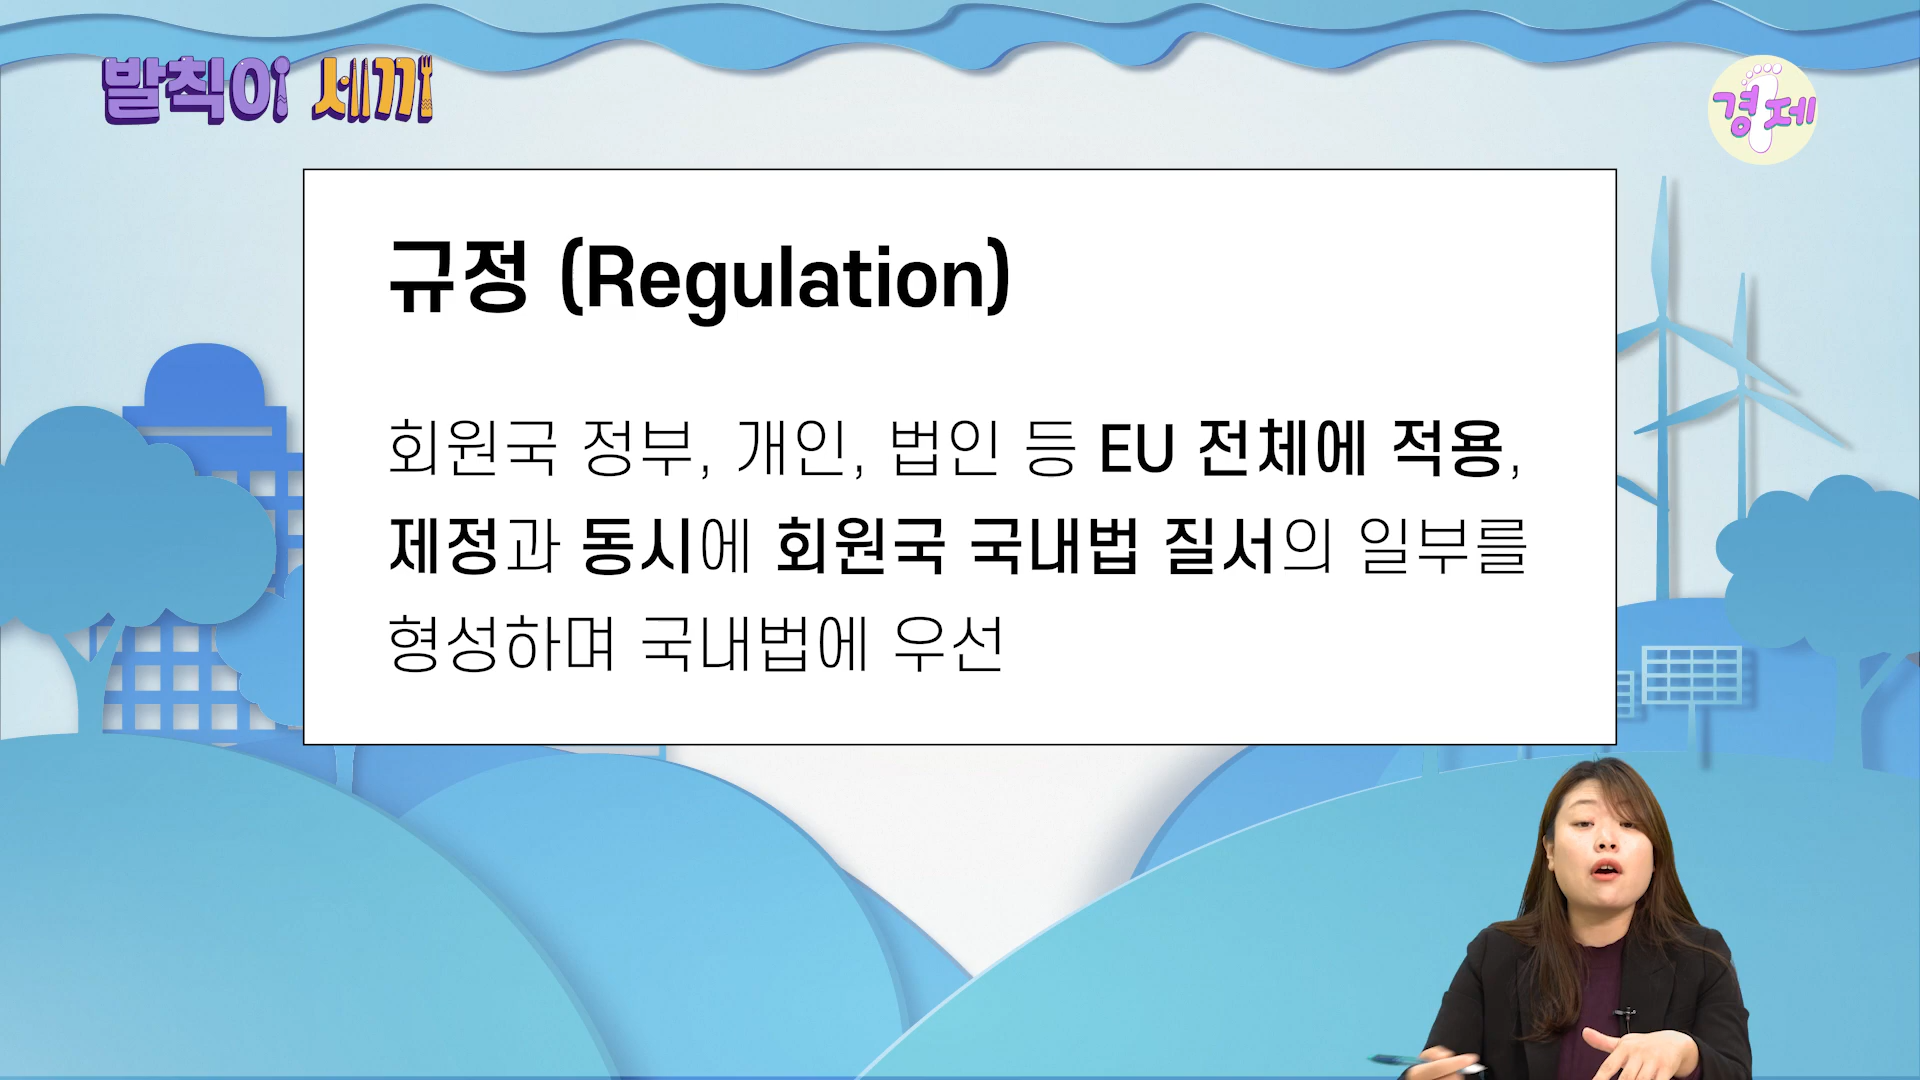 발칙이 세끼
경제
규정 (Regulation)
회원국 정부, 개인, 법인 등 EU 전체에 적용,
제정과 동시에 회원국 국내법 질서의 일부를
형성하며 국내법에 우선